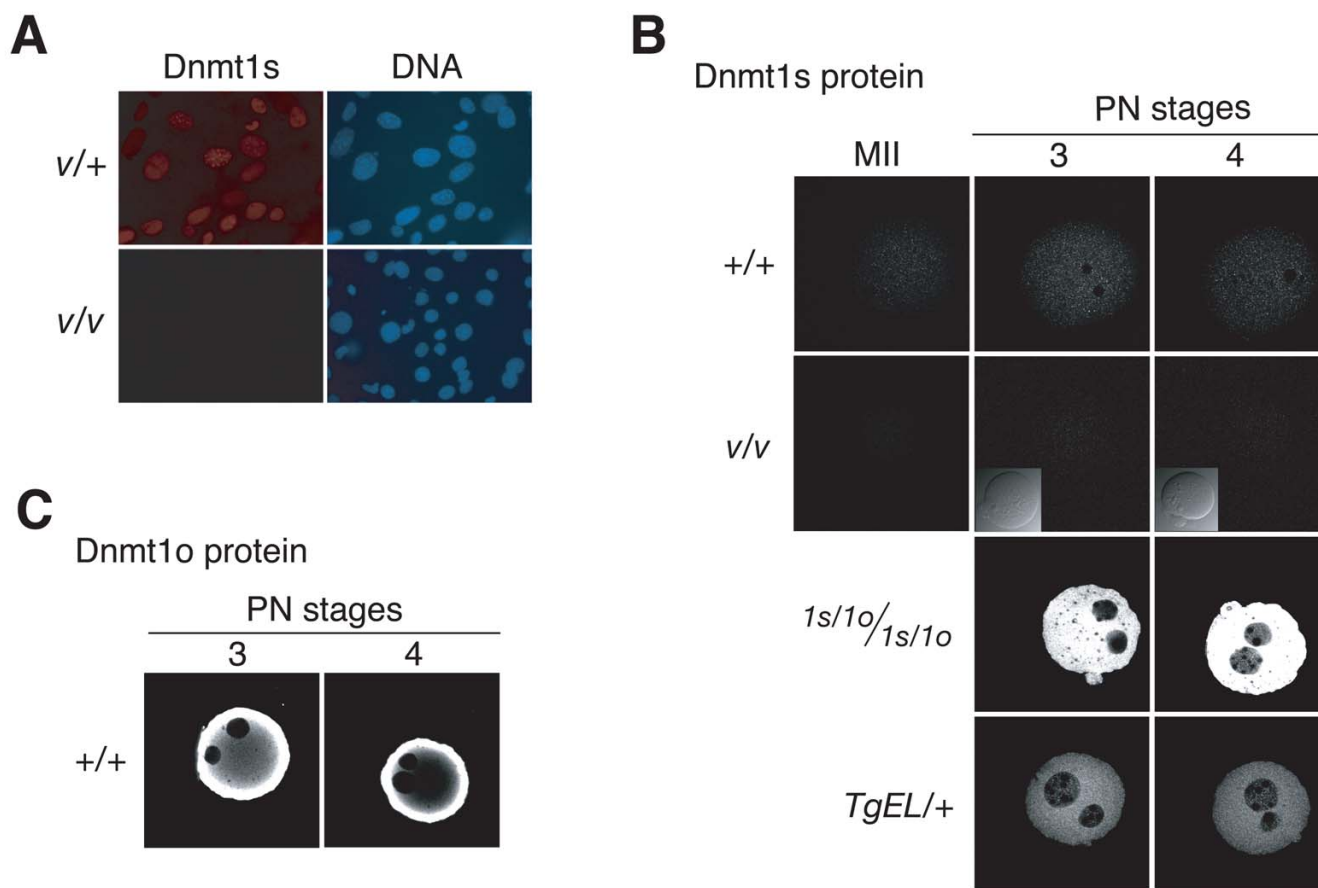 A
Dnmt1s DNA
v/+
v/v
B
Dnmt1s protein
PN stages
MII 3 4
+/+
v/v
1s/1o/1s/1o
TgEL/+
C
Dnmt1o protein
PN stages
3 4
+/+